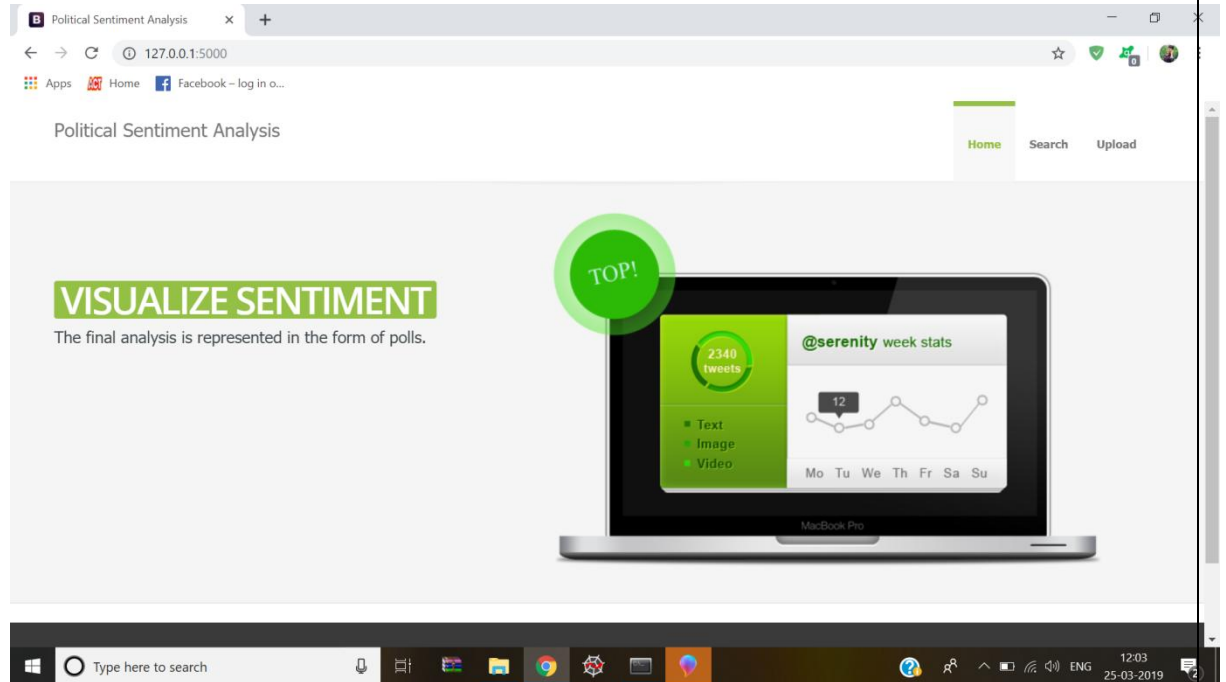 Political Sentiment Analysis
127.0.0.1:5000
Apps
Home
Facebook – log in o...
0
Political Sentiment Analysis
Home
Search
Upload
VISUALIZE SENTIMENT
The final analysis is represented in the form of polls.
TOP!
2340
tweets
Text
Image
Video
@serenity week stats
12
Mo Tu We Th Fr Sa Su
MacBook Pro
Type here to search
ENG
12:03
25-03-2019
2